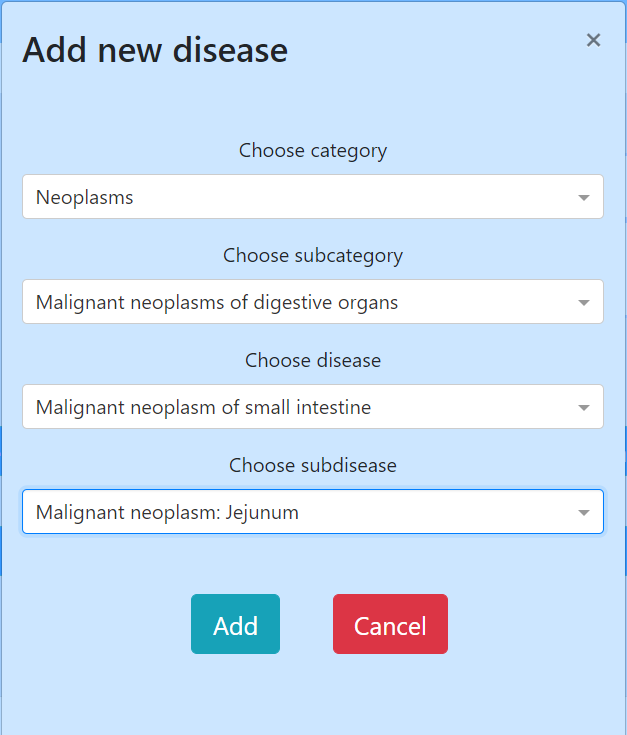 Add new disease
×
Choose category
Neoplasms
Choose subcategory
Malignant neoplasms of digestive organs
Choose disease
Malignant neoplasm of small intestine
Choose subdisease
Malignant neoplasm: Jejunum
Add
Cancel